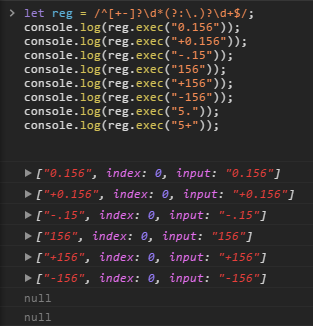 > let reg = /^[+-]?\d*(?:\.)?\d+$/;
console.log(reg.exec("0.156"));
console.log(reg.exec("+0.156"));
console.log(reg.exec("-.15"));
console.log(reg.exec("156"));
console.log(reg.exec("+156"));
console.log(reg.exec("-156"));
console.log(reg.exec("5."));
console.log(reg.exec("5+"));
▶ ["0.156", index: 0, input: "0.156"]
▶ ["+0.156", index: 0, input: "+0.156"]
▶ ["-.15", index: 0, input: "-.15"]
▶ ["156", index: 0, input: "156"]
▶ ["+156", index: 0, input: "+156"]
▶ ["-156", index: 0, input: "-156"]
null
null